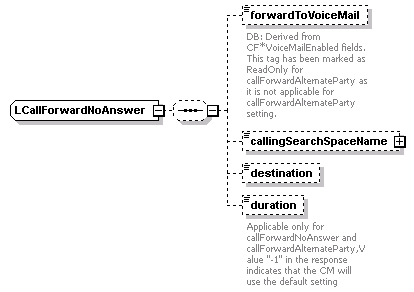 forwardToVoiceMail
DB: Derived from
CF*VoiceMailEnabled fields.
This tag has been marked as
ReadOnly for
callForwardAlternateParty as
it is not applicable for
callForwardAlternateParty
setting.
LCallForwardNoAnswer
callingSearchSpaceName
destination
duration
Applicable only for
callForwardNoAnswer and
callForwardAlternateParty,V
alue "-1" in the response
indicates that the CM will
use the default setting